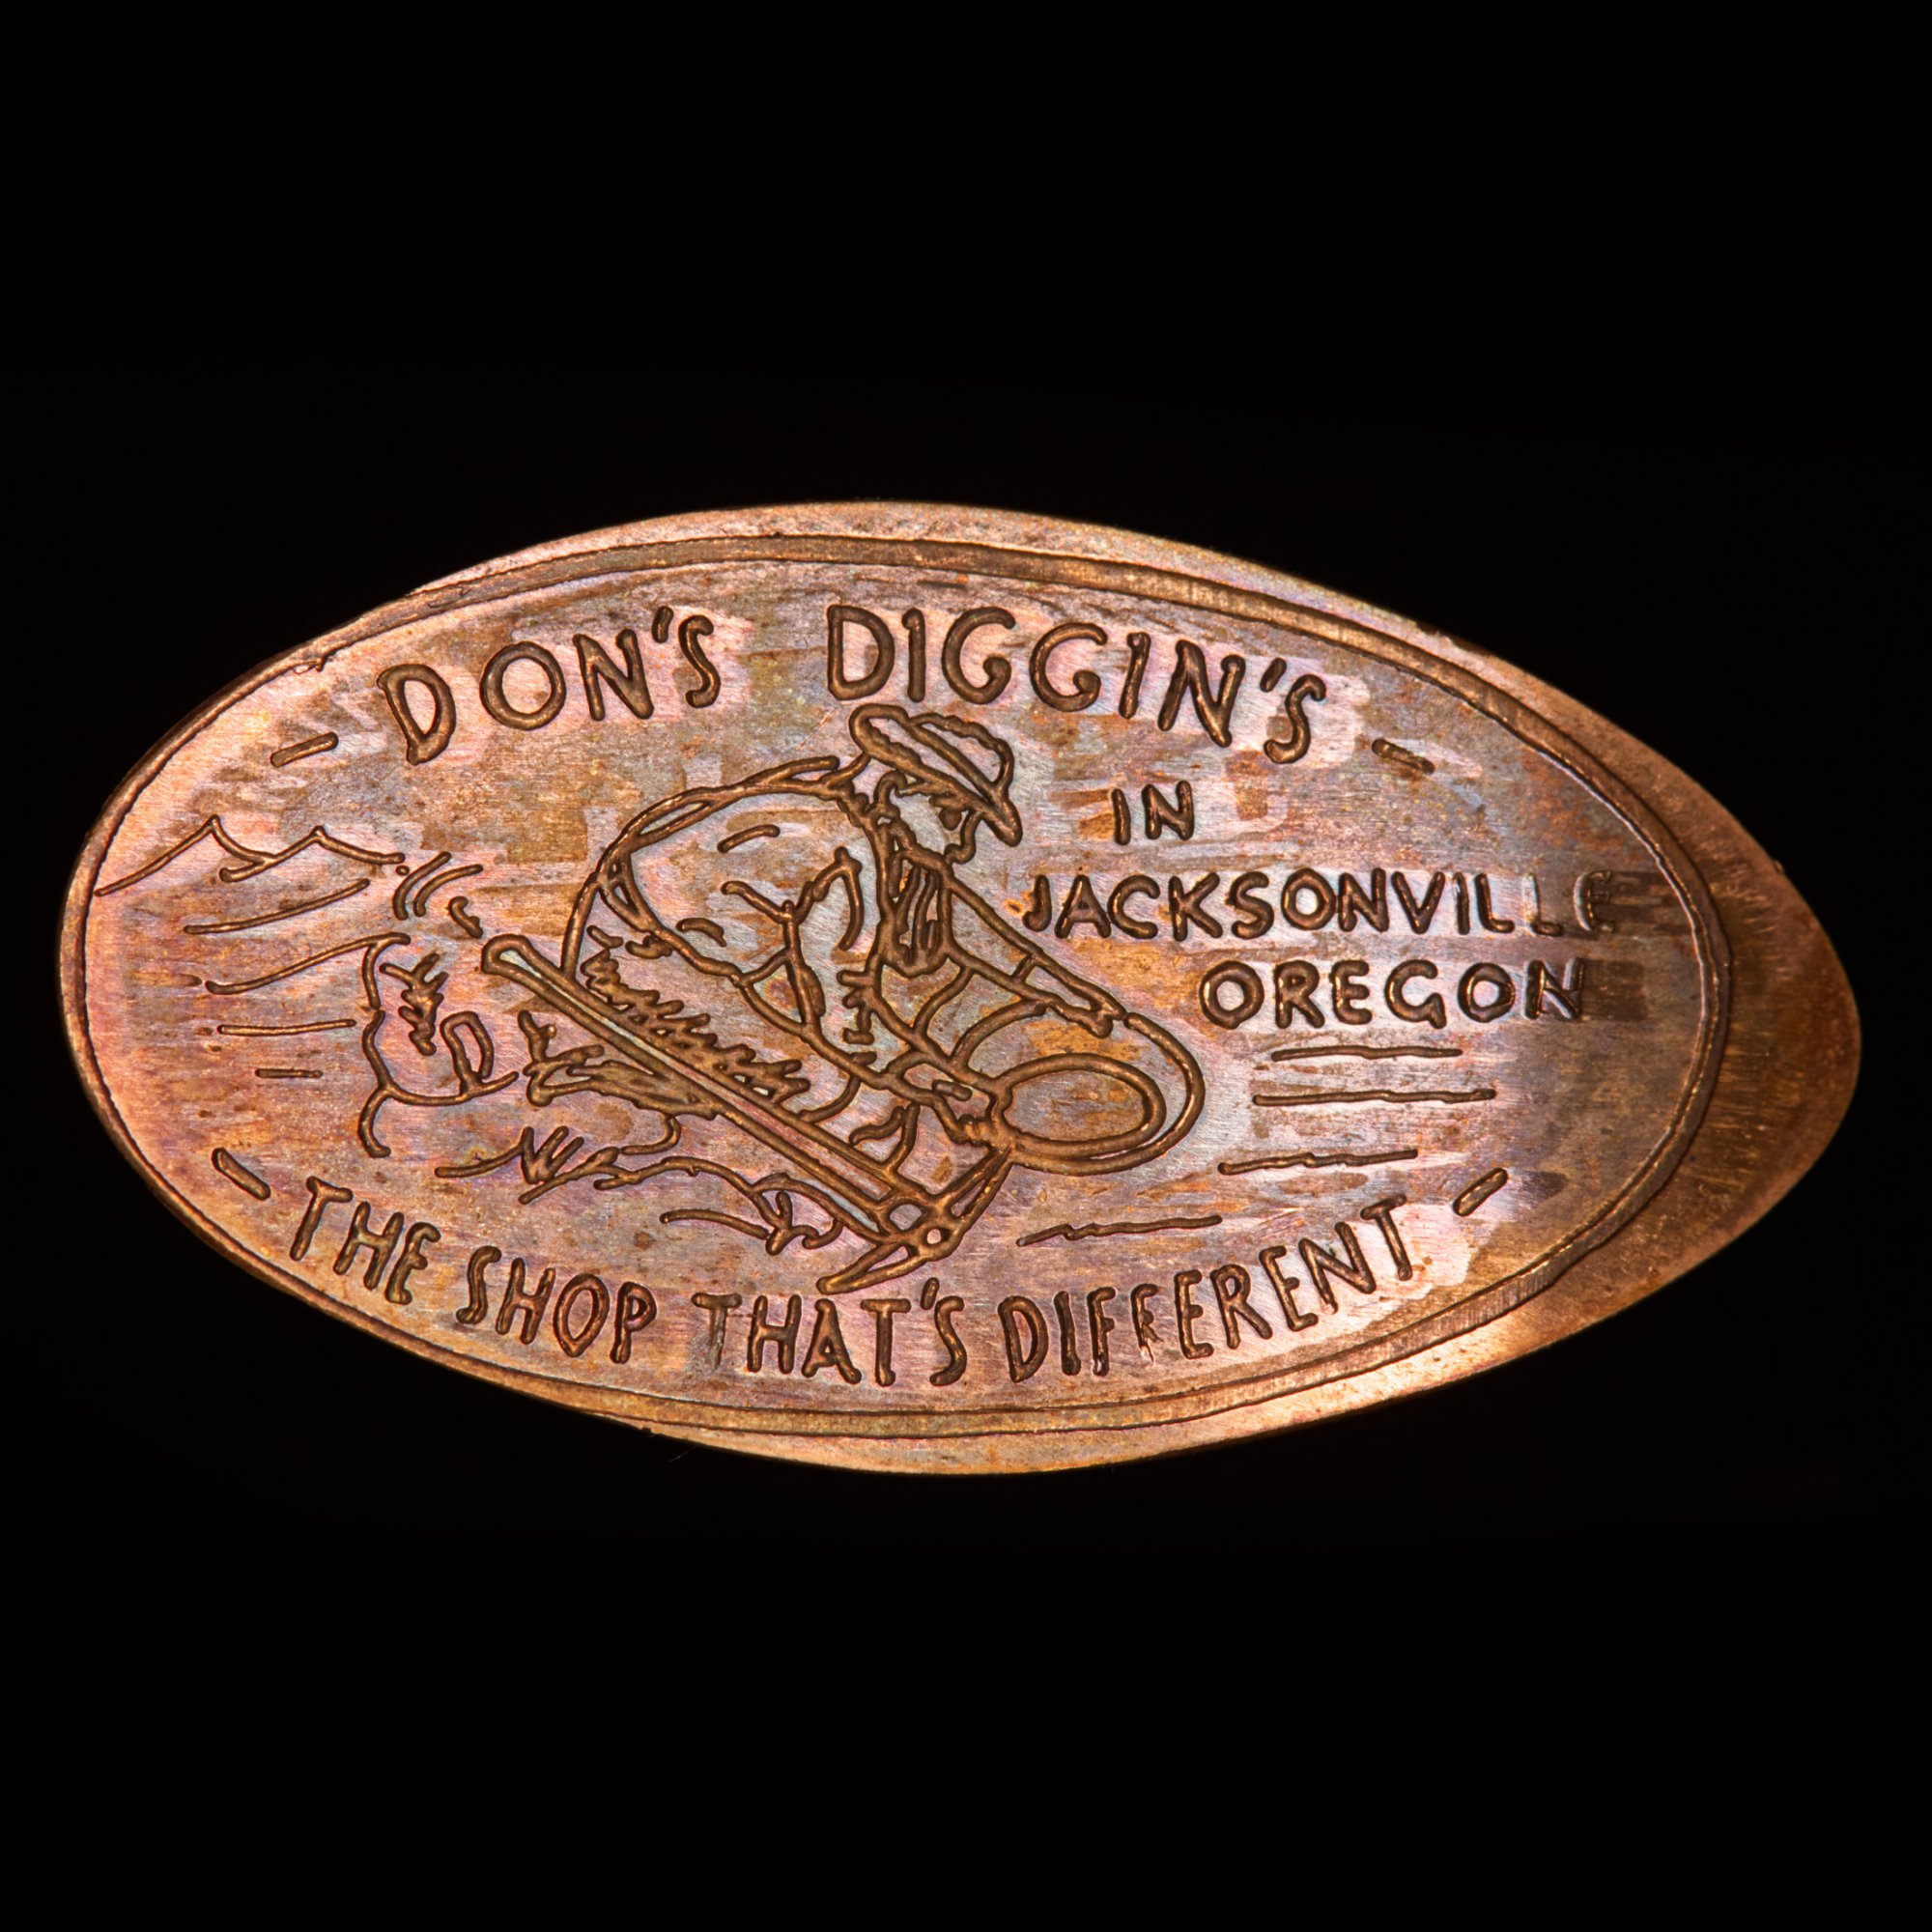 - DON'S DIGGIN'S -
IN
JACKSONVILLE
OREGON
- THE SHOP THAT'S DIFFERENT -